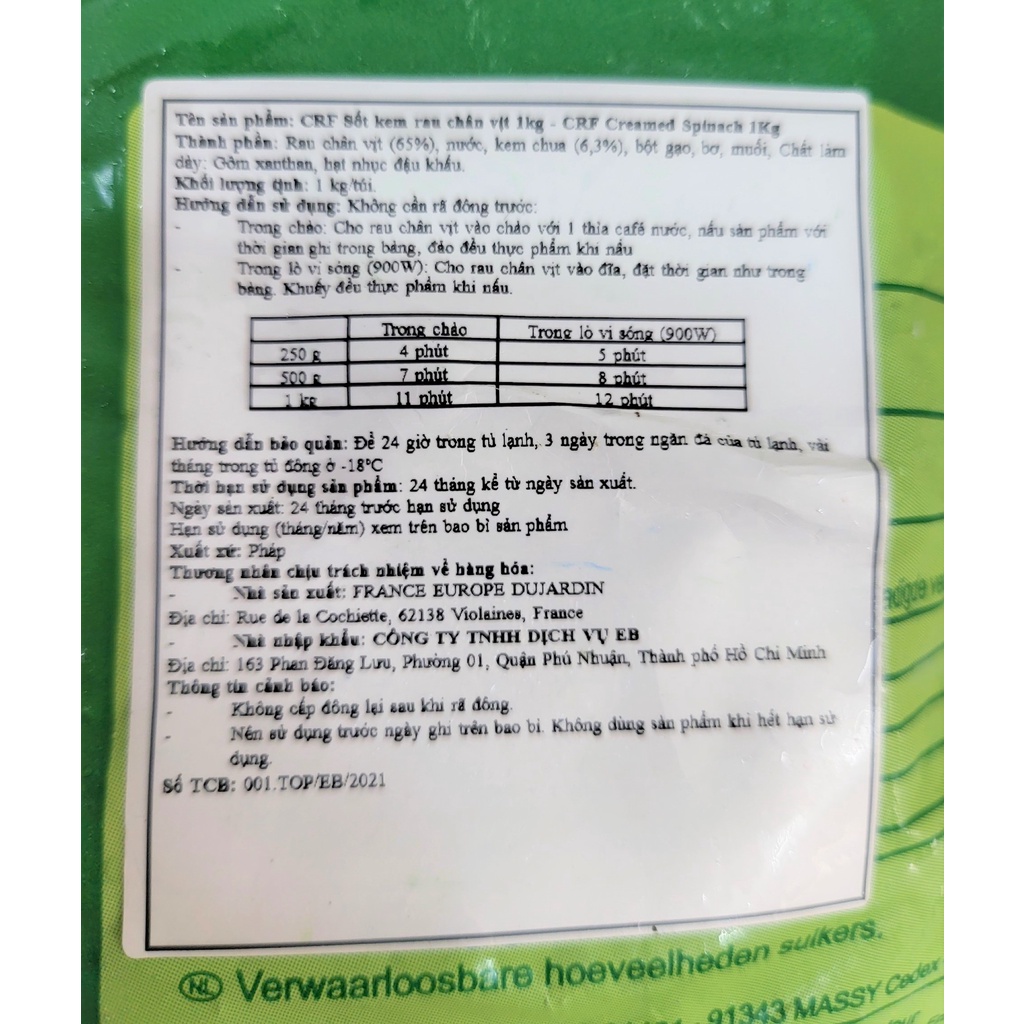 Tên sản phẩm: CRF Sốt kem rau chân vịt 1kg - CRF Creamed Spinach 1Kg
Thành phần: Rau chân vịt (65%), nước, kem chua (6,3%), bột gạo, bơ, muối, Chất làm
dày: Gôm xanthan, hạt nhục đậu khấu.
Khối lượng tịnh: 1 kg/túi.
Hướng dẫn sử dụng: Không cần rã đông trước:
- Trong chảo: Cho rau chân vịt vào chảo với 1 thìa café nước, nấu sản phẩm với
thời gian ghi trong bảng, đảo đều thực phẩm khi nấu
- Trong lò vi sóng (900W): Cho rau chân vịt vào đĩa, đặt thời gian như trong
bảng. Khuấy đều thực phẩm khi nấu.
Trong chảo Trong lò vi sóng (900W)
250 g 4 phút 5 phút
500 g 7 phút 8 phút
1 kg 11 phút 12 phút
Hướng dẫn bảo quản: Để 24 giờ trong tủ lạnh, 3 ngày trong ngăn đá của tủ lạnh, vài
tháng trong tủ đông ở -18°C
Thời hạn sử dụng sản phẩm: 24 tháng kể từ ngày sản xuất.
Ngày sản xuất: 24 tháng trước hạn sử dụng
Hạn sử dụng (tháng/năm) xem trên bao bì sản phẩm
Xuất xứ: Pháp
Thương nhân chịu trách nhiệm về hàng hóa:
- Nhà sản xuất: FRANCE EUROPE DUJARDIN
Địa chỉ: Rue de la Cochiette, 62138 Violaines, France
- Nhà nhập khẩu: CÔNG TY TNHH DỊCH VỤ EB
Địa chỉ: 163 Phan Đăng Lưu, Phường 01, Quận Phú Nhuận, Thành phố Hồ Chí Minh
Thông tin cảnh báo:
- Không cấp đông lại sau khi rã đông.
- Nên sử dụng trước ngày ghi trên bao bì. Không dùng sản phẩm khi hết hạn sử
dụng.
Số TCB: 001.TOP/EB/2021
NL Verwaarloosbare hoeveelheden suikers.
91343 MASSY Cedex